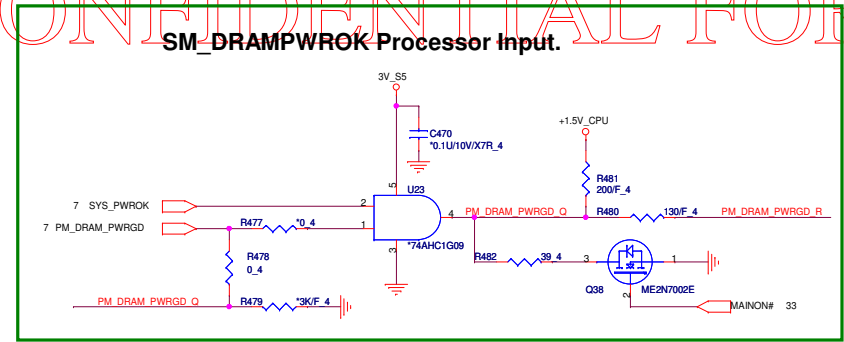 ONFIDENTIAL FOR
SM_DRAMPWROK Processor Input.
3V_S5
C470
*0.1U/10V/X7R_4
+1.5V_CPU
R481
200/F_4
5
U23
7 SYS_PWROK
2
4
PM_DRAM_PWRGD_Q
R480
130/F_4
PM_DRAM_PWRGD_R
7 PM_DRAM_PWRGD
R477
*0_4
1
*74AHC1G09
3
R478
0_4
R482
39_4
3
1
Q38
ME2N7002E
2
PM_DRAM_PWRGD_Q
R479
*3K/F_4
MAINON# 33